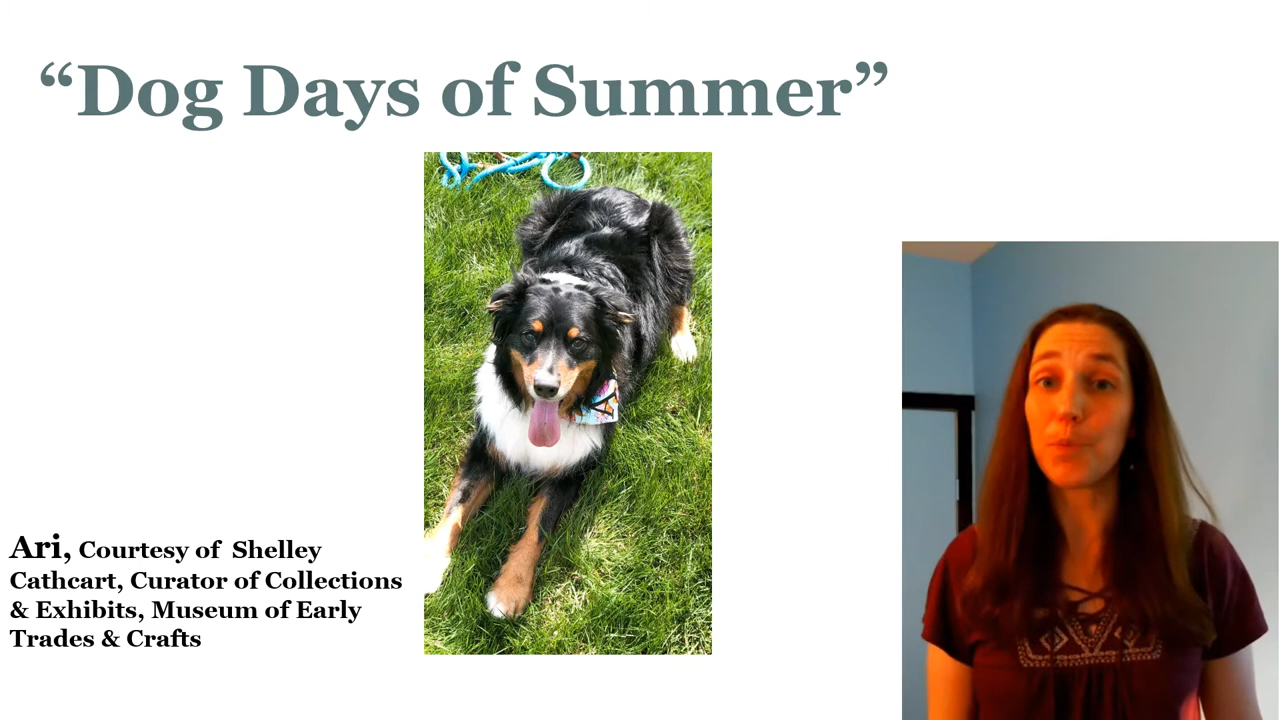 “Dog Days of Summer”
Ari, Courtesy of Shelley
Cathcart, Curator of Collections
& Exhibits, Museum of Early
Trades & Crafts